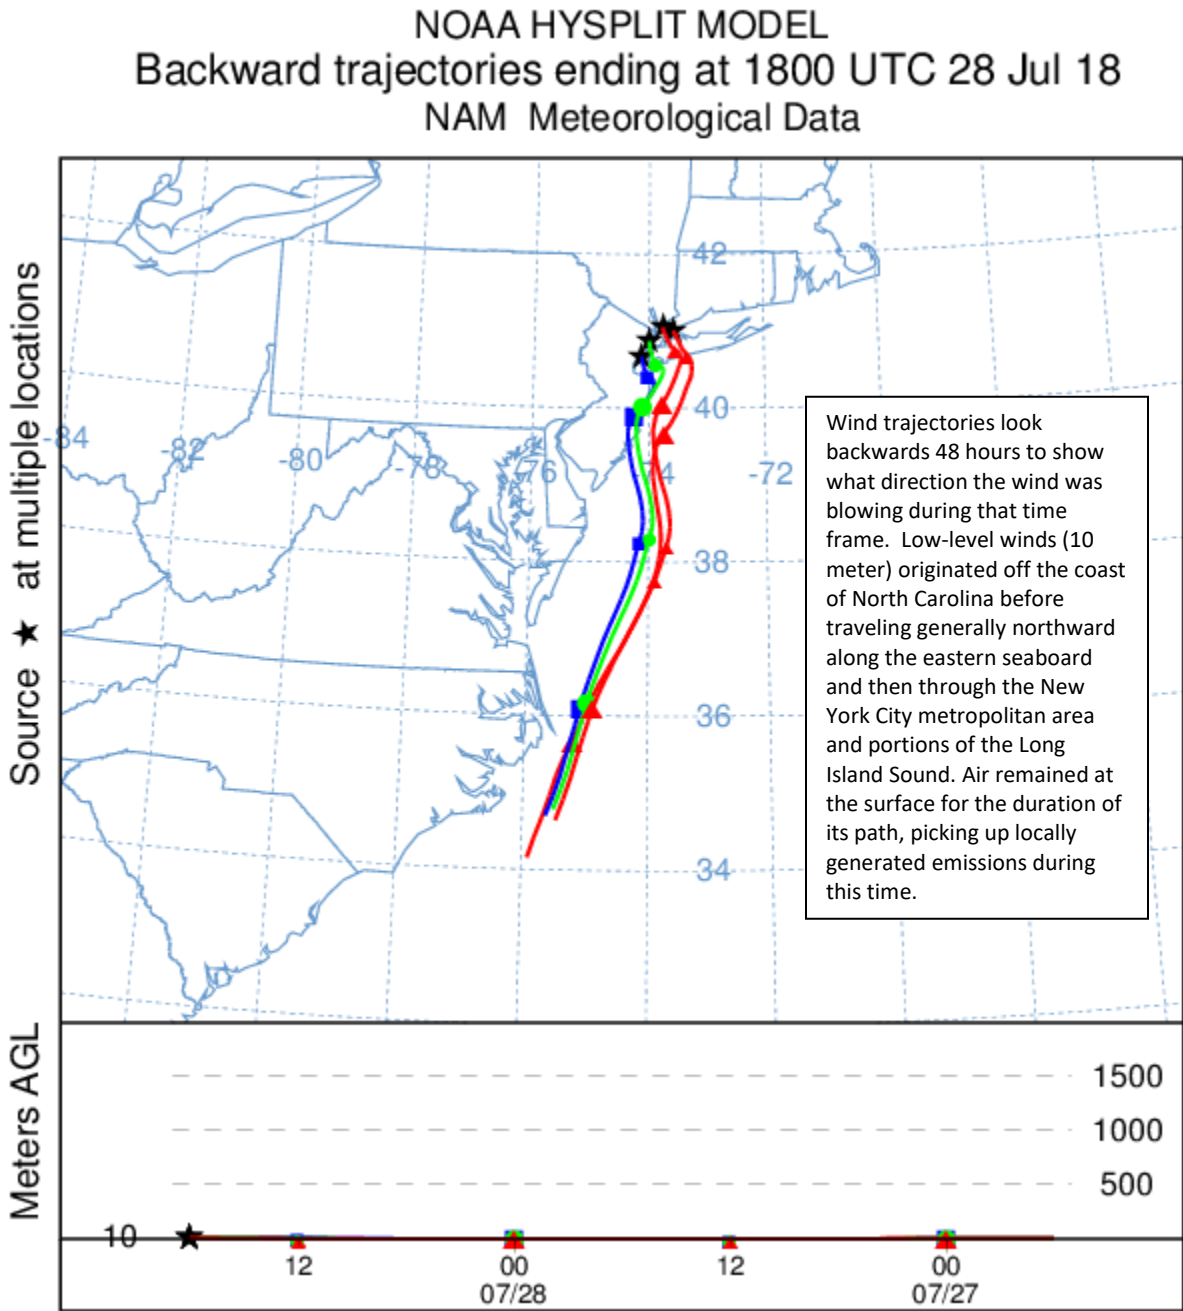 NOAA HYSPLIT MODEL
Backward trajectories ending at 1800 UTC 28 Jul 18
NAM Meteorological Data
Source ★ at multiple locations
42
40
38
36
34
-84
-82
-80
-78
-76
-74
-72
Wind trajectories look
backwards 48 hours to show
what direction the wind was
blowing during that time
frame. Low-level winds (10
meter) originated off the coast
of North Carolina before
traveling generally northward
along the eastern seaboard
and then through the New
York City metropolitan area
and portions of the Long
Island Sound. Air remained at
the surface for the duration of
its path, picking up locally
generated emissions during
this time.
Meters AGL
1500
1000
500
10
12 00 12 00
07/28 07/27